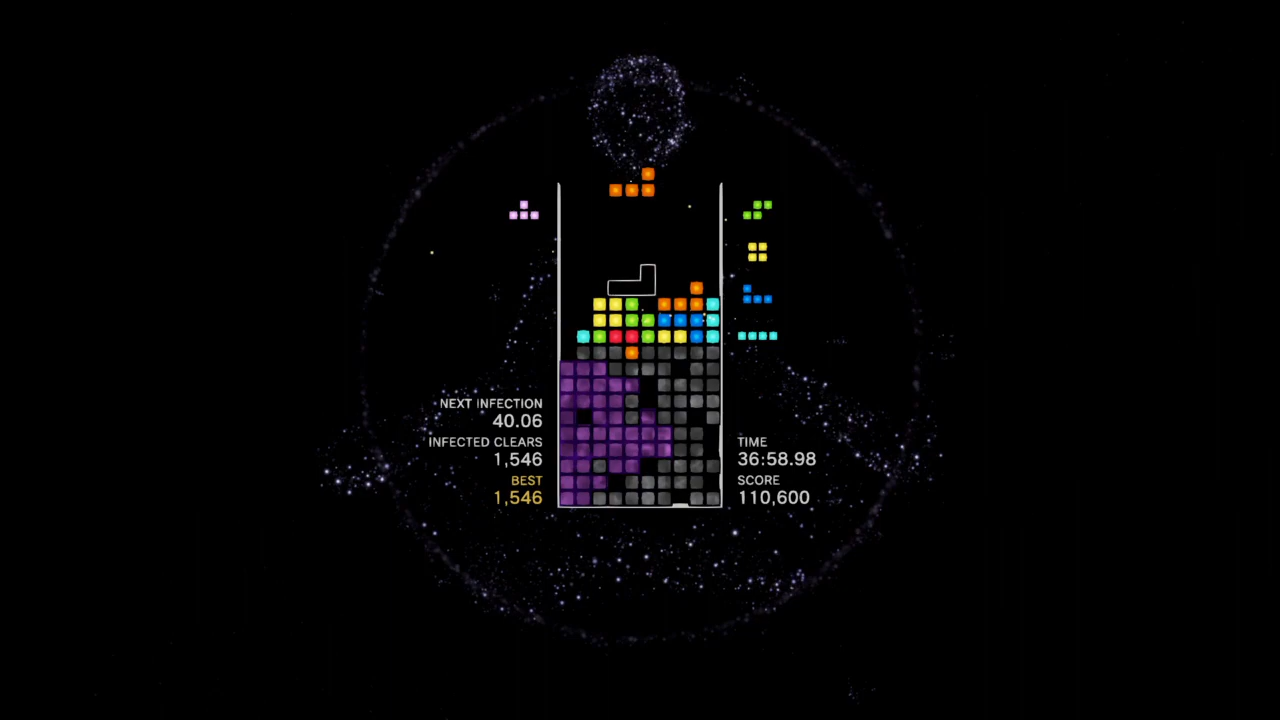 NEXT INFECTION
40.06
INFECTED CLEARS
1,546
BEST
1,546
TIME
36:58.98
SCORE
110,600